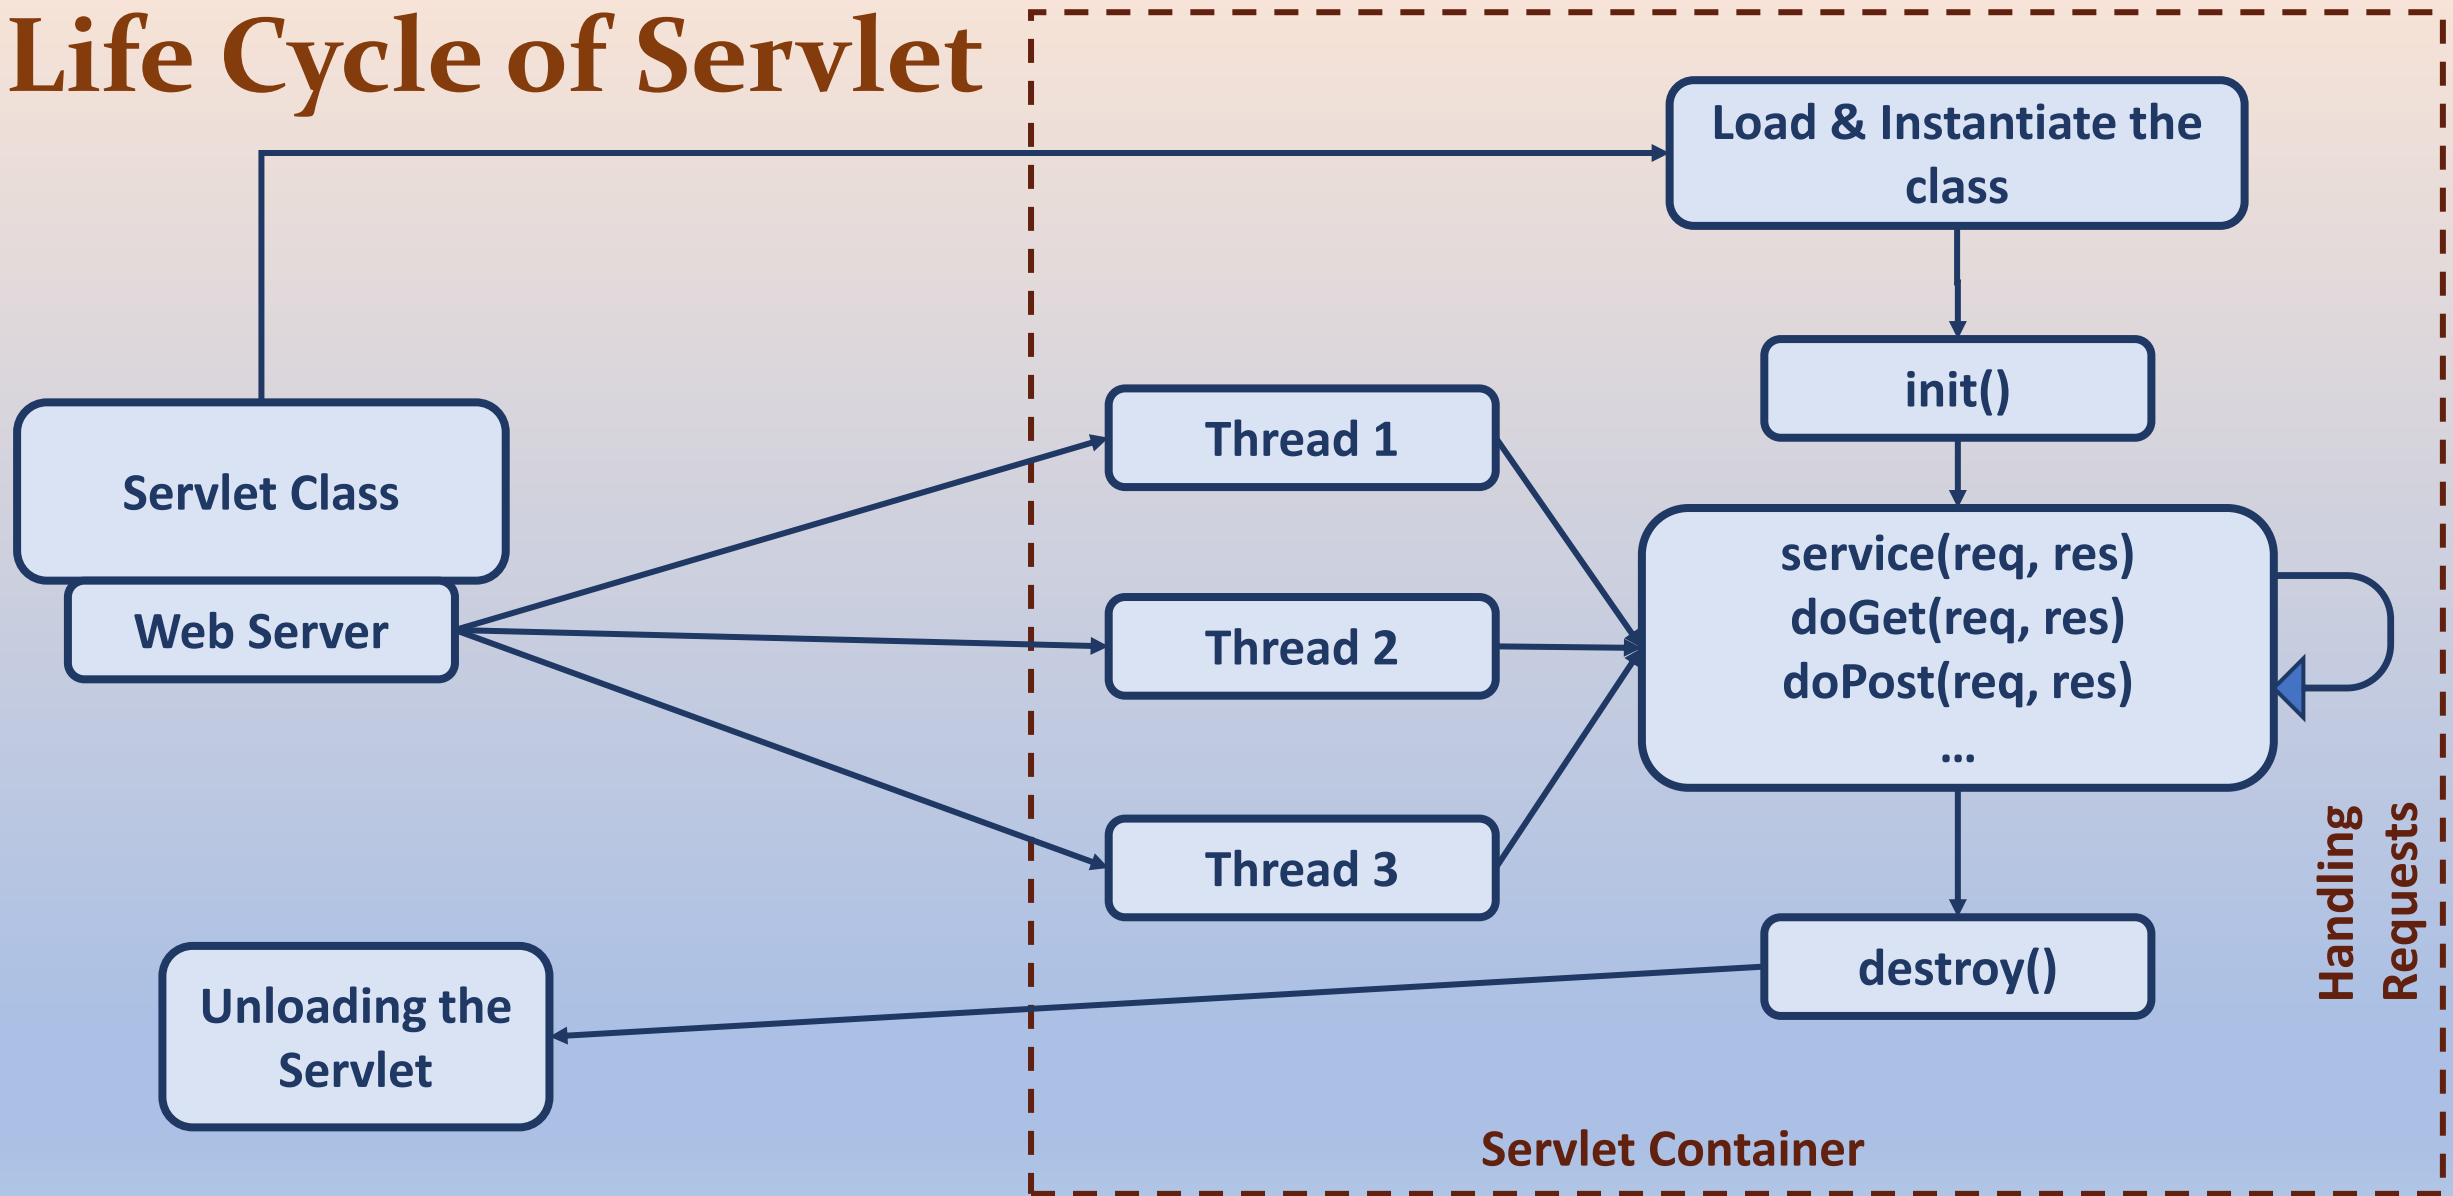 Life Cycle of Servlet
Load & Instantiate the
class
init()
Servlet Class
Web Server
Thread 1
Thread 2
Thread 3
service(req, res)
doGet(req, res)
doPost(req, res)
...
Handling
Requests
destroy()
Unloading the
Servlet
Servlet Container